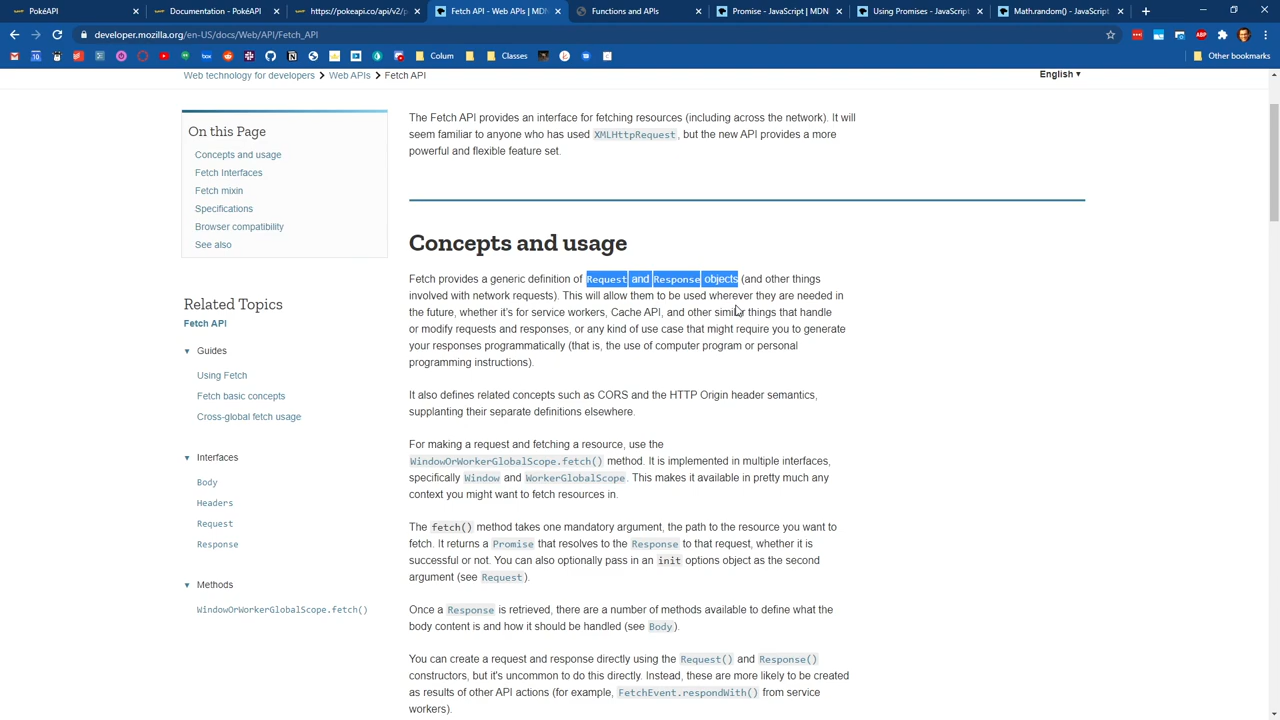 PokéAPI
Documentation - PokéAPI
https://pokeapi.co/api/v2/p
Fetch API - Web APIs | MDN
Functions and APIs
Promise - JavaScript | MDN
Using Promises - JavaScript
Math.random() - JavaScript
developer.mozilla.org/en-US/docs/Web/API/Fetch_API
Colum
Classes
Other bookmarks
Web technology for developers > Web APIs > Fetch API
English ▾
The Fetch API provides an interface for fetching resources (including across the network). It will
seem familiar to anyone who has used XMLHttpRequest, but the new API provides a more
powerful and flexible feature set.
On this Page
Concepts and usage
Fetch Interfaces
Fetch mixin
Specifications
Browser compatibility
See also
Related Topics
Fetch API
Guides
Using Fetch
Fetch basic concepts
Cross-global fetch usage
Interfaces
Body
Headers
Request
Response
Methods
WindowOrWorkerGlobalScope.fetch()
Concepts and usage
Fetch provides a generic definition of Request and Response objects (and other things
involved with network requests). This will allow them to be used wherever they are needed in
the future, whether it's for service workers, Cache API, and other similar things that handle
or modify requests and responses, or any kind of use case that might require you to generate
your responses programmatically (that is, the use of computer program or personal
programming instructions).
It also defines related concepts such as CORS and the HTTP Origin header semantics,
supplanting their separate definitions elsewhere.
For making a request and fetching a resource, use the
WindowOrWorkerGlobalScope.fetch() method. It is implemented in multiple interfaces,
specifically Window and WorkerGlobalScope. This makes it available in pretty much any
context you might want to fetch resources in.
The fetch() method takes one mandatory argument, the path to the resource you want to
fetch. It returns a Promise that resolves to the Response to that request, whether it is
successful or not. You can also optionally pass in an init options object as the second
argument (see Request).
Once a Response is retrieved, there are a number of methods available to define what the
body content is and how it should be handled (see Body).
You can create a request and response directly using the Request() and Response()
constructors, but it's uncommon to do this directly. Instead, these are more likely to be created
as results of other API actions (for example, FetchEvent.respondWith() from service
workers).